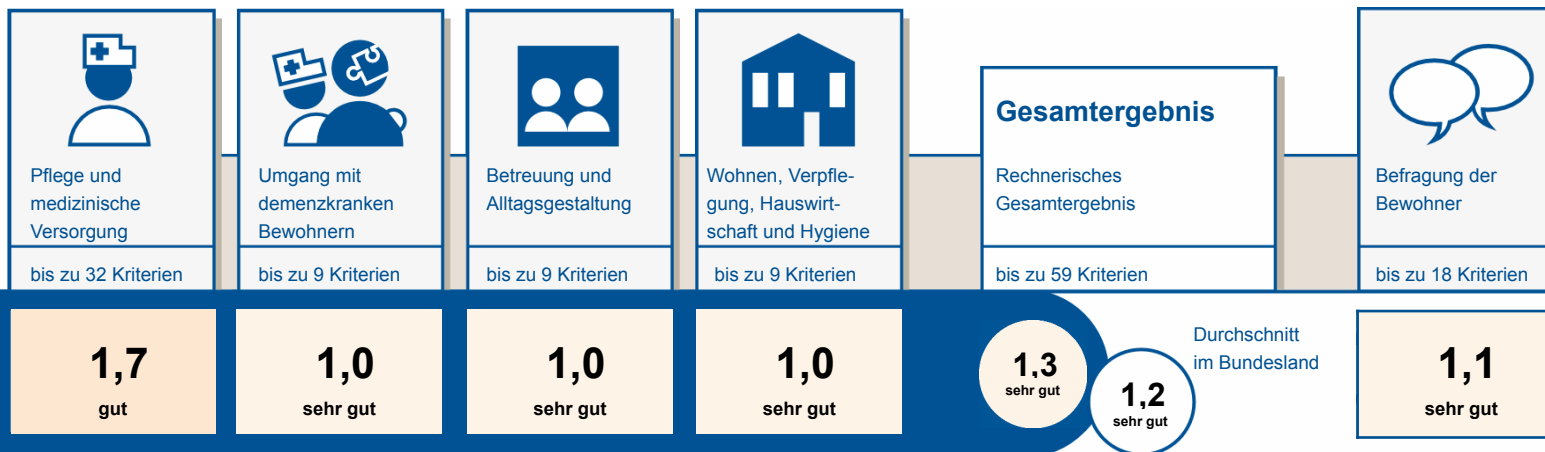 Pflege und
medizinische
Versorgung
bis zu 32 Kriterien
1,7
gut
Umgang mit
demenzkranken
Bewohnern
bis zu 9 Kriterien
1,0
sehr gut
Betreuung und
Alltagsgestaltung
bis zu 9 Kriterien
1,0
sehr gut
Wohnen, Verpfle-
gung, Hauswirt-
schaft und Hygiene
bis zu 9 Kriterien
1,0
sehr gut
Gesamtergebnis
Rechnerisches
Gesamtergebnis
bis zu 59 Kriterien
1,3
sehr gut
Durchschnitt
im Bundesland
1,2
sehr gut
Befragung der
Bewohner
bis zu 18 Kriterien
1,1
sehr gut